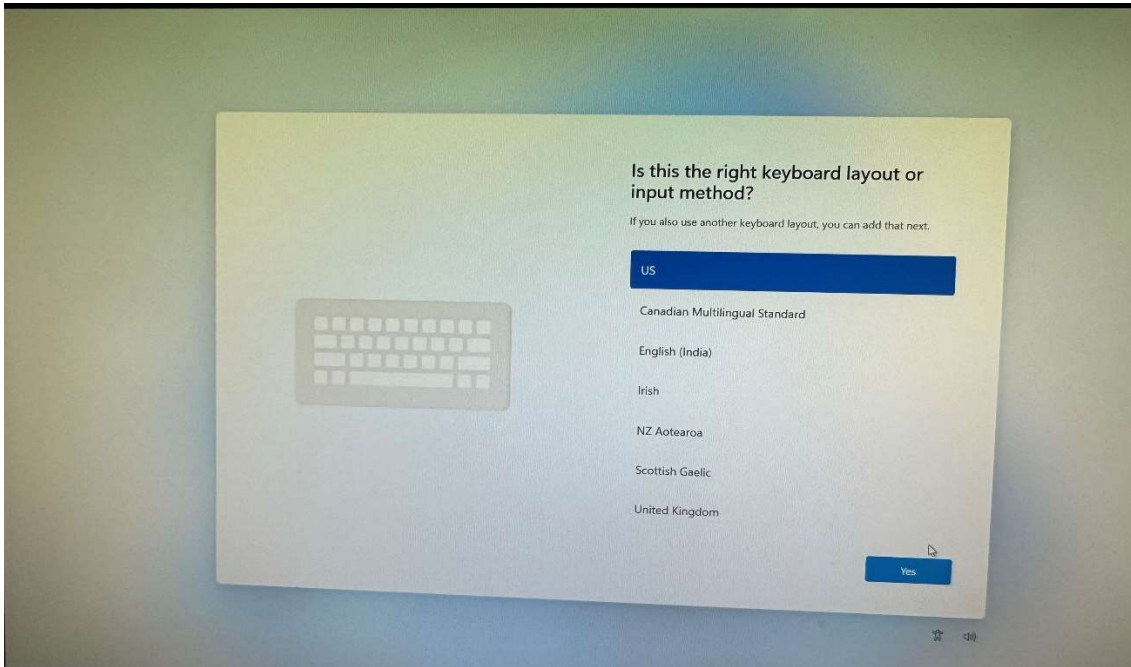 Is this the right keyboard layout or
input method?
If you also use another keyboard layout, you can add that next.
US
Canadian Multilingual Standard
English (India)
Irish
NZ Aotearoa
Scottish Gaelic
United Kingdom
Yes